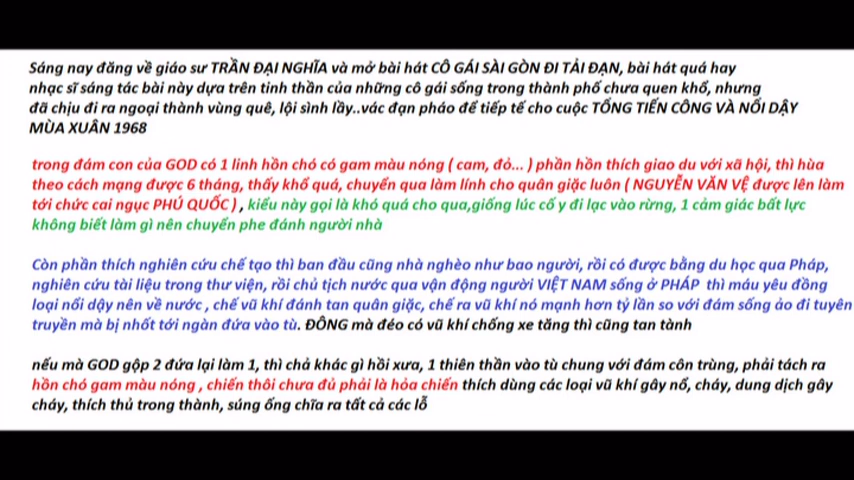 Sáng nay đăng về giáo sư TRẦN ĐẠI NGHĨA và mở bài hát CÔ GÁI SÀI GÒN ĐI TẢI ĐẠN, bài hát quá hay
nhạc sĩ sáng tác bài này dựa trên tinh thần của những cô gái sống trong thành phố chưa quen khổ, nhưng
đã chịu đi ra ngoại thành vùng quê, lội sình lầy..vác đạn pháo để tiếp tế cho cuộc TỔNG TIẾN CÔNG VÀ NỔI DẬY
MÙA XUÂN 1968
trong đám con của GOD có 1 linh hồn chó có gam màu nóng ( cam, đỏ... ) phần hồn thích giao du với xã hội, thì hùa
theo cách mạng được 6 tháng, thấy khổ quá, chuyển qua làm lính cho quân giặc luôn ( NGUYỄN VĂN VỆ được lên làm
tới chức cai ngục PHÚ QUỐC ) , kiểu này gọi là khó quá cho qua,giống lúc cố y đi lạc vào rừng, 1 cảm giác bất lực
không biết làm gì nên chuyển phe đánh người nhà
Còn phần thích nghiên cứu chế tạo thì ban đầu cũng nhà nghèo như bao người, rồi có được bằng du học qua Pháp,
nghiên cứu tài liệu trong thư viện, rồi chủ tịch nước qua vận động người VIỆT NAM sống ở PHÁP thì máu yêu đồng
loại nổi dậy nên về nước , chế vũ khí đánh tan quân giặc, chế ra vũ khí nó mạnh hơn tỷ lần so với đám sống ảo đi tuyên
truyền mà bị nhốt tới ngàn đứa vào tù. ĐÔNG mà đéo có vũ khí chống xe tăng thì cũng tan tành
nếu mà GOD gộp 2 đứa lại làm 1, thì chả khác gì hồi xưa, 1 thiên thần vào tù chung với đám côn trùng, phải tách ra
hồn chó gam màu nóng , chiến thôi chưa đủ phải là hỏa chiến thích dùng các loại vũ khí gây nổ, cháy, dung dịch gây
cháy, thích thủ trong thành, súng ống chĩa ra tất cả các lỗ